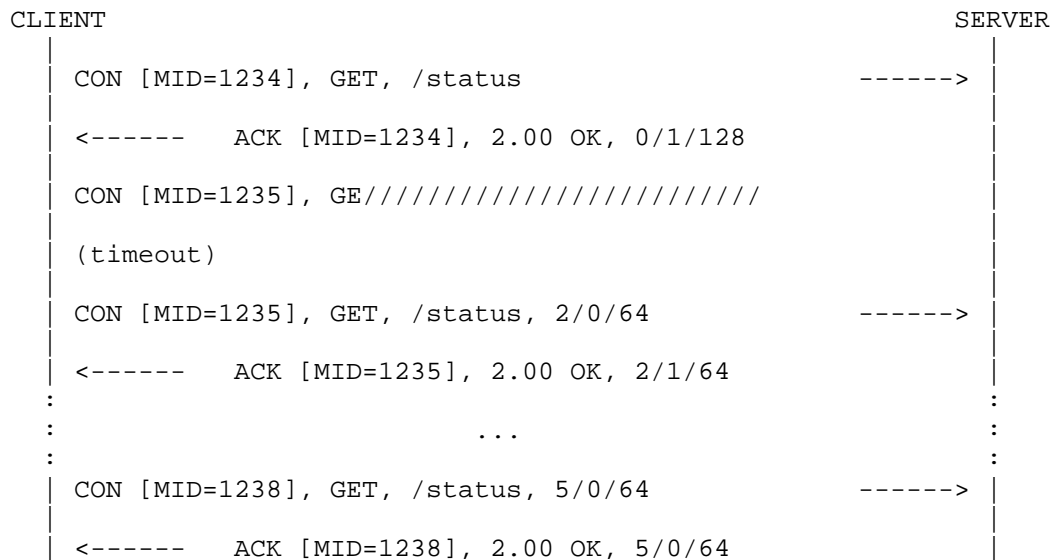 CLIENT                                                     SERVER
  |                                                          |
  | CON [MID=1234], GET, /status                     ------> |
  |                                                          |
  | <------   ACK [MID=1234], 2.00 OK, 0/1/128               |
  |                                                          |
  | CON [MID=1235], GE/////////////////////////              |
  |                                                          |
  | (timeout)                                                |
  |                                                          |
  | CON [MID=1235], GET, /status, 2/0/64             ------> |
  |                                                          |
  | <------   ACK [MID=1235], 2.00 OK, 2/1/64                |
  :                                                          :
  :                          ...                             :
  :                                                          :
  | CON [MID=1238], GET, /status, 5/0/64             ------> |
  |                                                          |
  | <------   ACK [MID=1238], 2.00 OK, 5/0/64                |